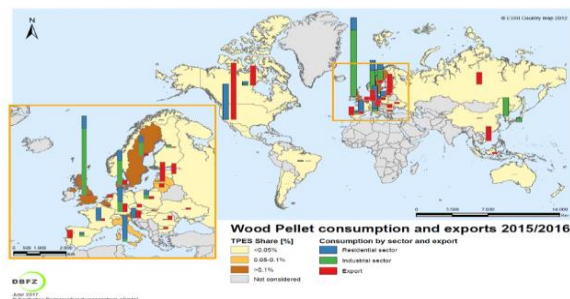 © ESRI Country Map 2012
N
N
Wood Pellet consumption and exports 2015/2016
TPES Share [%]
<0.05%
0.05-0.1%
>0.1%
Not considered
Consumption by sector and export
Residential sector
Industrial sector
Export
DBFZ
June 2017